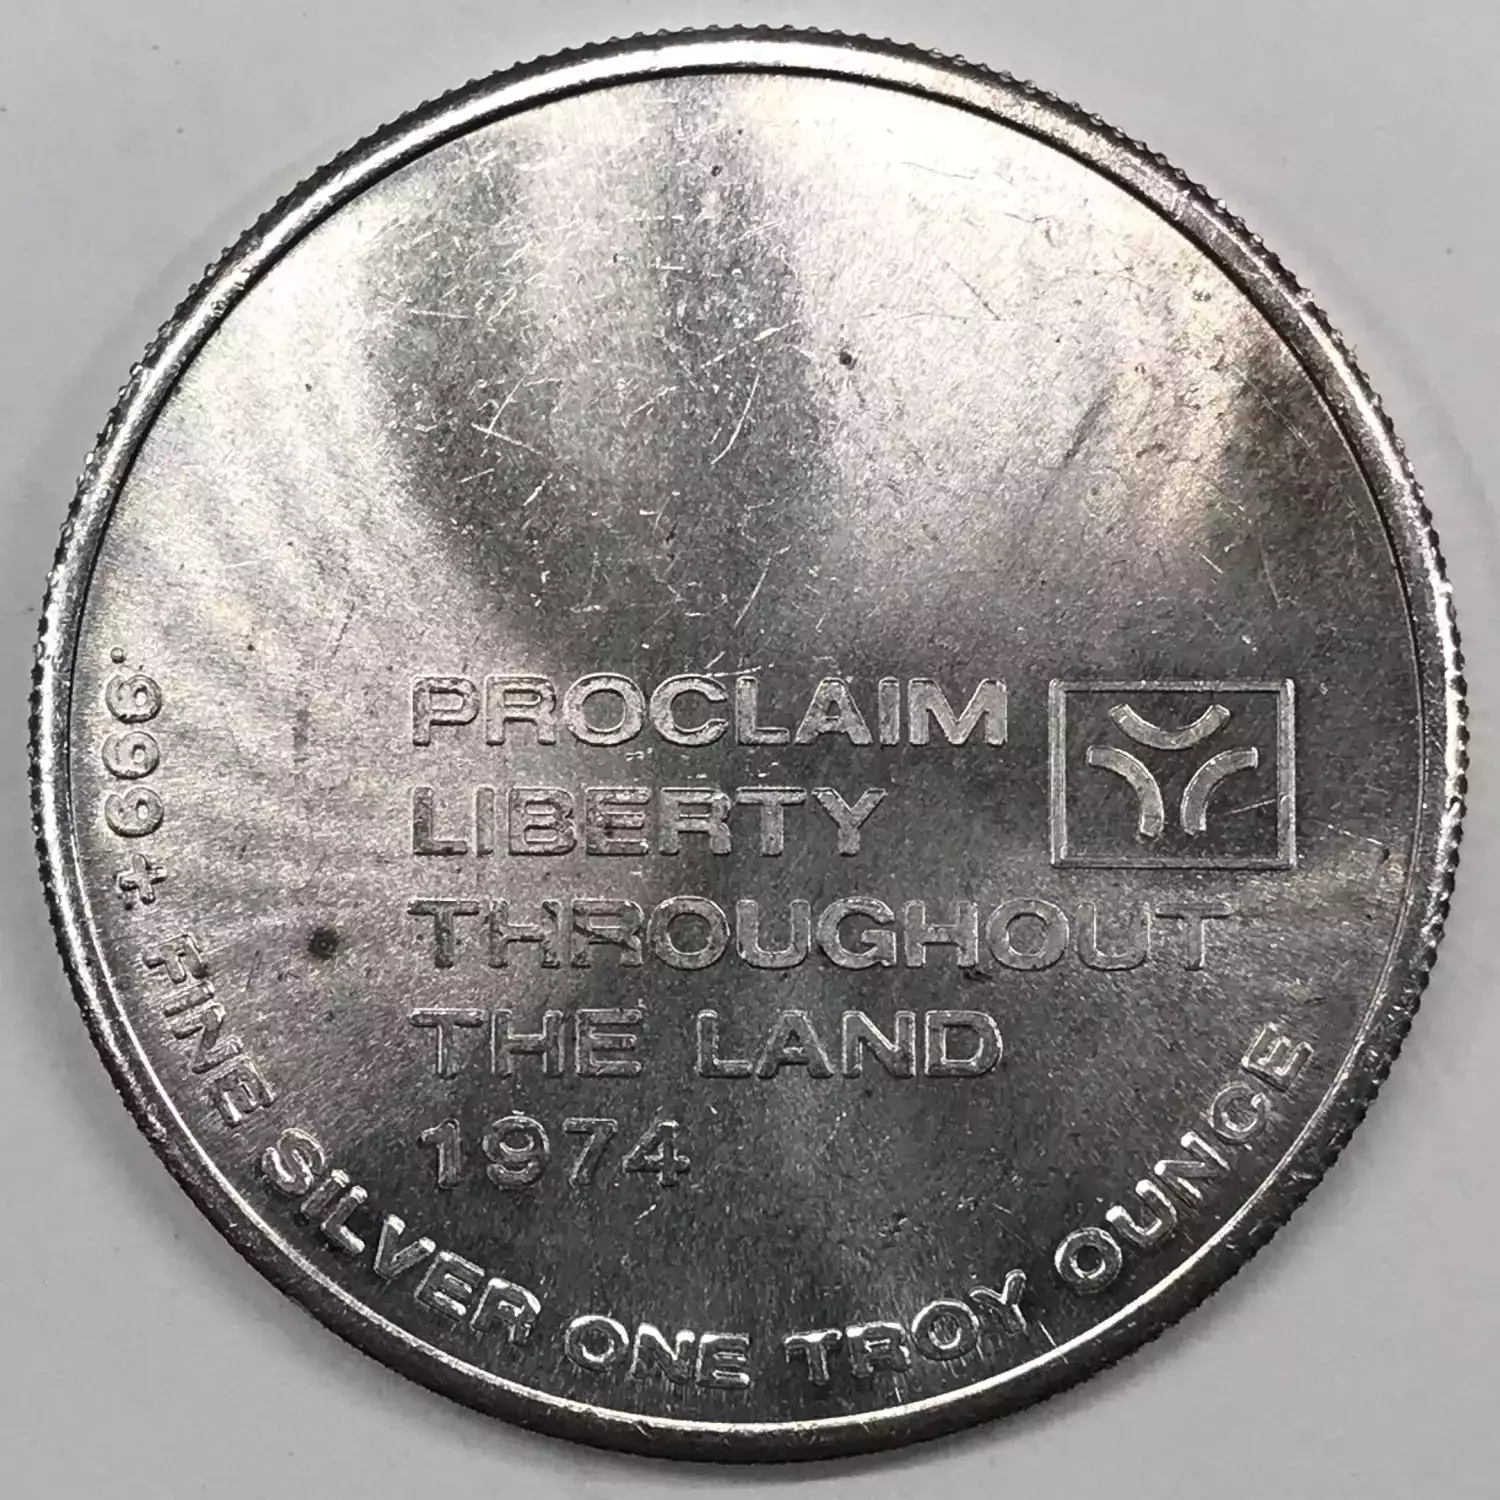 PROCLAIM
LIBERTY
THROUGHOUT
THE LAND
1974
.999+ FINE SILVER ONE TROY OUNCE